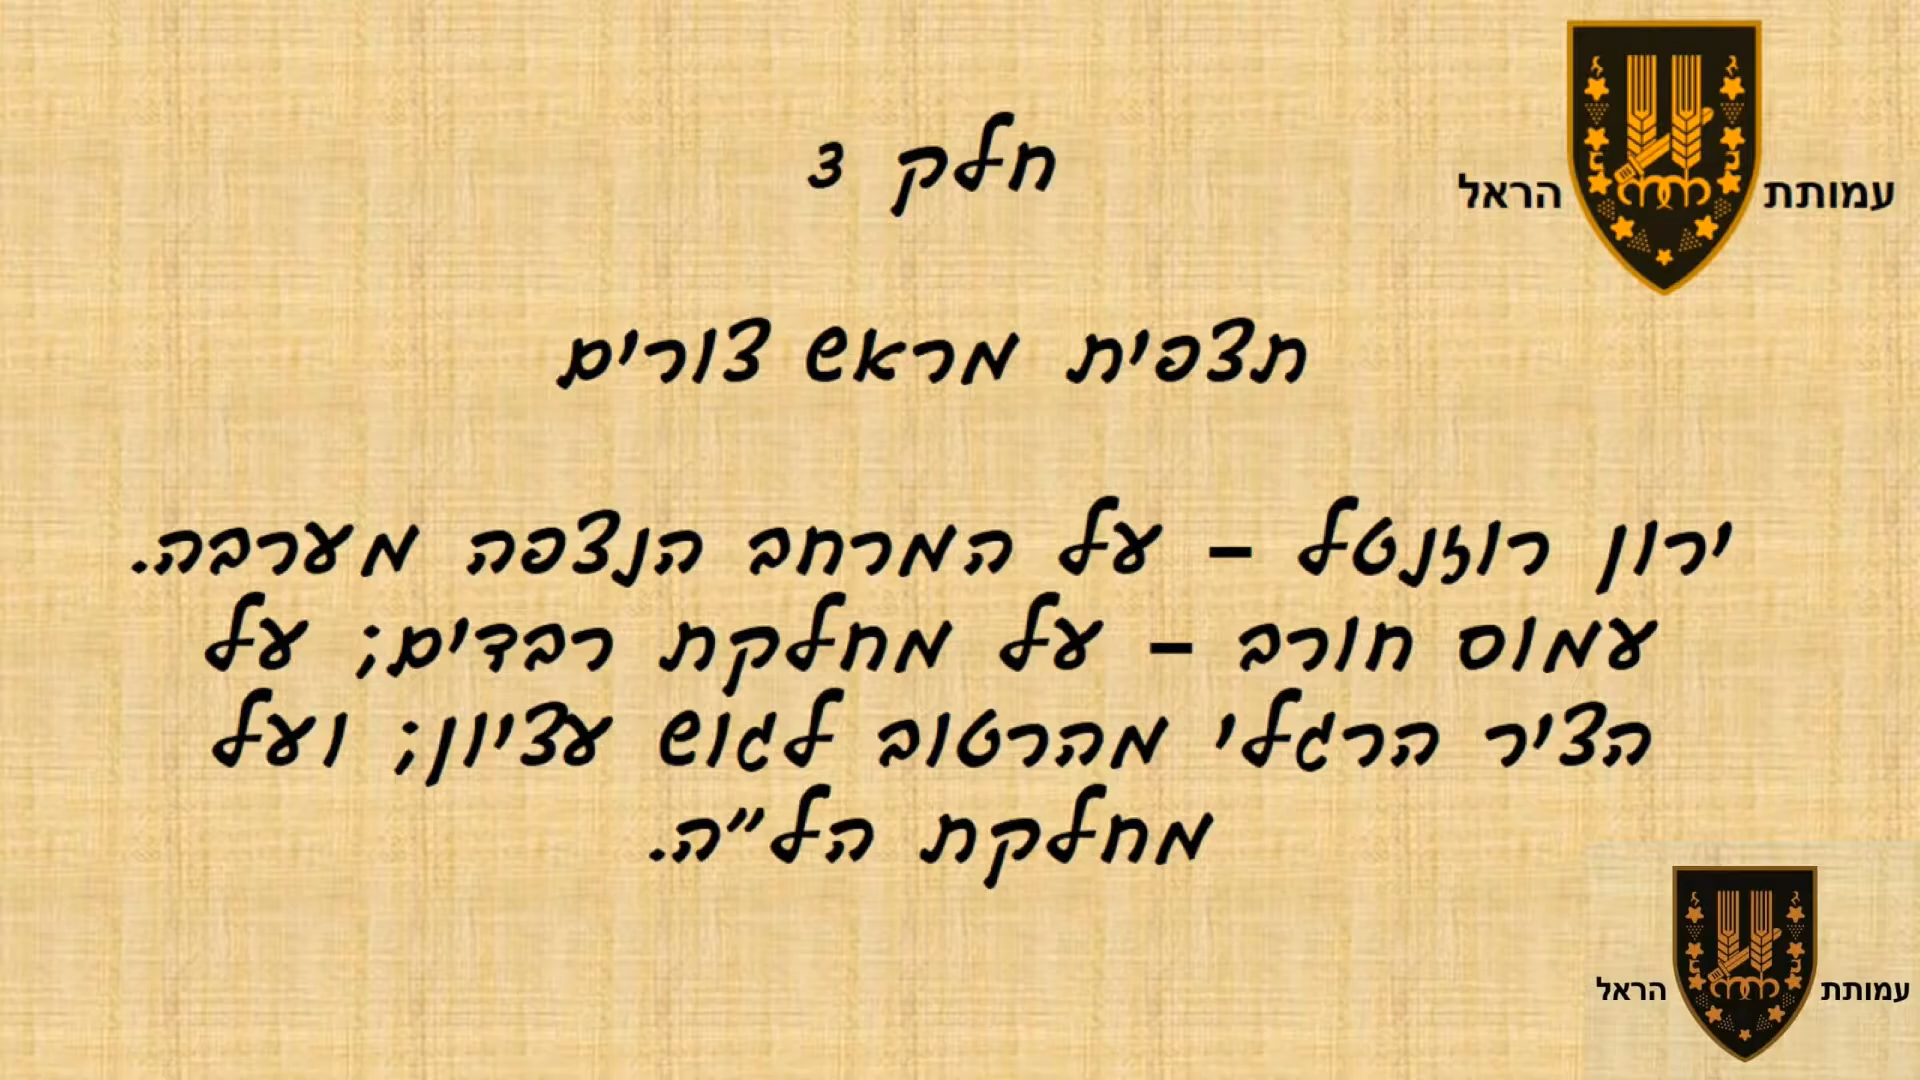 חלק 3
עמותת הראל
תצפית מראש צורים
ירון רוזנטל – על המרחב הנצפה מערבה.
עמוס חורב – על מחלקת רבדים; על
הציר הרגלי מהרטוב לגוש עציון; ועל
מחלקת הל"ה.
עמותת הראל